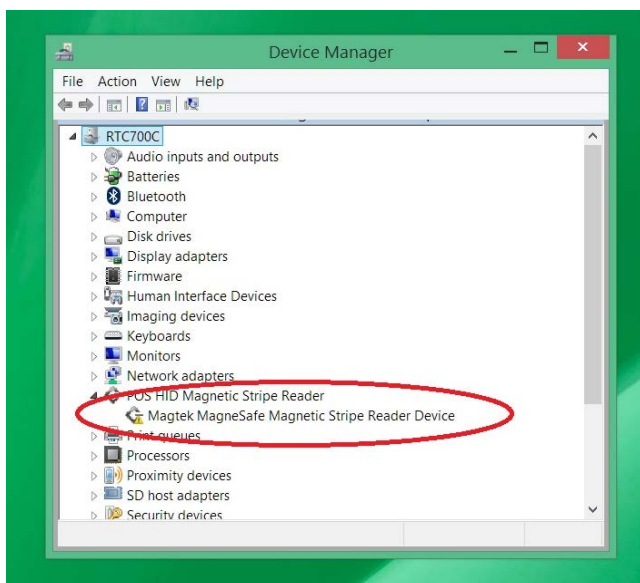 Device Manager
File Action View Help
RTC700C
Audio inputs and outputs
Batteries
Bluetooth
Computer
Disk drives
Display adapters
Firmware
Human Interface Devices
Imaging devices
Keyboards
Monitors
Network adapters
POS HID Magnetic Stripe Reader
Magtek MagneSafe Magnetic Stripe Reader Device
Print queues
Processors
Proximity devices
SD host adapters
Security devices